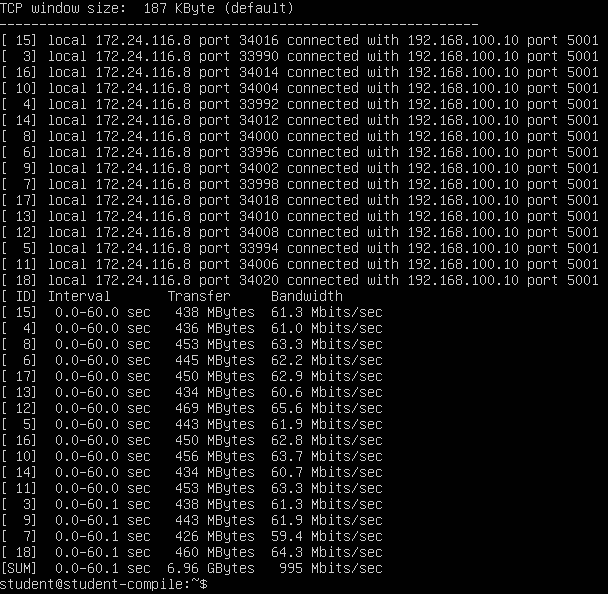 TCP window size:  187 KByte (default)
------------------------------------------------------------
[ 15] local 172.24.116.8 port 34016 connected with 192.168.100.10 port 5001
[  3] local 172.24.116.8 port 33990 connected with 192.168.100.10 port 5001
[ 16] local 172.24.116.8 port 34014 connected with 192.168.100.10 port 5001
[ 10] local 172.24.116.8 port 34004 connected with 192.168.100.10 port 5001
[  4] local 172.24.116.8 port 33992 connected with 192.168.100.10 port 5001
[ 14] local 172.24.116.8 port 34012 connected with 192.168.100.10 port 5001
[  8] local 172.24.116.8 port 34000 connected with 192.168.100.10 port 5001
[  6] local 172.24.116.8 port 33996 connected with 192.168.100.10 port 5001
[  9] local 172.24.116.8 port 34002 connected with 192.168.100.10 port 5001
[  7] local 172.24.116.8 port 33998 connected with 192.168.100.10 port 5001
[ 17] local 172.24.116.8 port 34018 connected with 192.168.100.10 port 5001
[ 13] local 172.24.116.8 port 34010 connected with 192.168.100.10 port 5001
[ 12] local 172.24.116.8 port 34008 connected with 192.168.100.10 port 5001
[  5] local 172.24.116.8 port 33994 connected with 192.168.100.10 port 5001
[ 11] local 172.24.116.8 port 34006 connected with 192.168.100.10 port 5001
[ 18] local 172.24.116.8 port 34020 connected with 192.168.100.10 port 5001
[ ID] Interval       Transfer     Bandwidth
[ 15]  0.0-60.0 sec   438 MBytes  61.3 Mbits/sec
[  4]  0.0-60.0 sec   436 MBytes  61.0 Mbits/sec
[  8]  0.0-60.0 sec   453 MBytes  63.3 Mbits/sec
[  6]  0.0-60.0 sec   445 MBytes  62.2 Mbits/sec
[ 17]  0.0-60.0 sec   450 MBytes  62.9 Mbits/sec
[ 13]  0.0-60.0 sec   434 MBytes  60.6 Mbits/sec
[ 12]  0.0-60.0 sec   469 MBytes  65.6 Mbits/sec
[  5]  0.0-60.0 sec   443 MBytes  61.9 Mbits/sec
[ 16]  0.0-60.0 sec   450 MBytes  62.8 Mbits/sec
[ 10]  0.0-60.0 sec   456 MBytes  63.7 Mbits/sec
[ 14]  0.0-60.0 sec   434 MBytes  60.7 Mbits/sec
[ 11]  0.0-60.0 sec   453 MBytes  63.3 Mbits/sec
[  3]  0.0-60.1 sec   438 MBytes  61.3 Mbits/sec
[  9]  0.0-60.1 sec   443 MBytes  61.9 Mbits/sec
[  7]  0.0-60.1 sec   426 MBytes  59.4 Mbits/sec
[ 18]  0.0-60.1 sec   460 MBytes  64.3 Mbits/sec
[SUM]  0.0-60.1 sec  6.96 GBytes   995 Mbits/sec
student@student-compile:~$